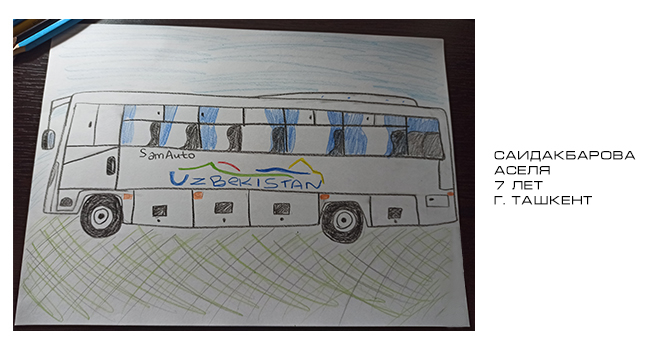 SamAuto
UZBEKISTAN
САИДАКБАРОВА
АСЕЛЯ
7 ЛЕТ
Г. ТАШКЕНТ